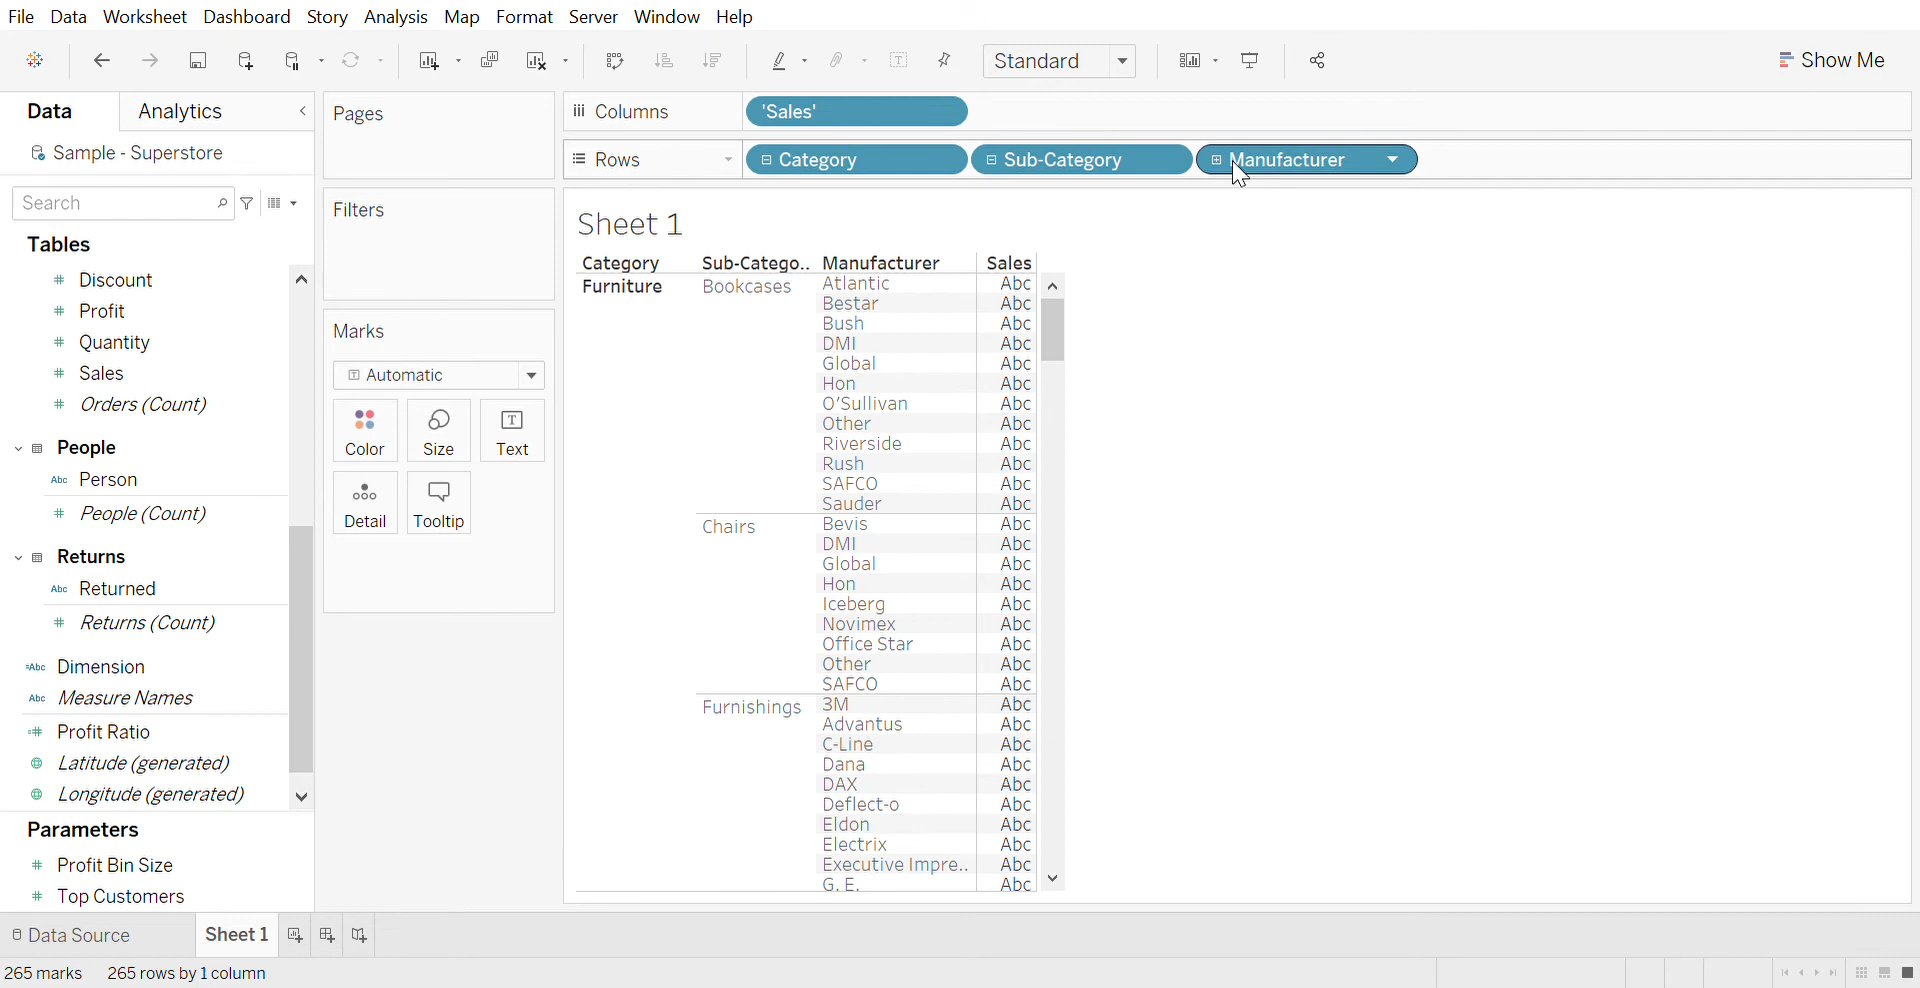 File Data Worksheet Dashboard Story Analysis Map Format Server Window Help
Standard
Show Me
Data
Analytics
Sample - Superstore
Search
Tables
# Discount
# Profit
# Quantity
# Sales
# Orders (Count)
People
Abc Person
# People (Count)
Returns
Abc Returned
# Returns (Count)
=Abc Dimension
Abc Measure Names
=# Profit Ratio
Latitude (generated)
Longitude (generated)
Parameters
# Profit Bin Size
# Top Customers
Pages
Filters
Marks
Automatic
Color Size Text
Detail Tooltip
Columns 'Sales'
Rows Category Sub-Category Manufacturer
Sheet 1
Category Sub-Catego.. Manufacturer Sales
Furniture Bookcases Atlantic Abc
Bestar Abc
Bush Abc
DMI Abc
Global Abc
Hon Abc
O'Sullivan Abc
Other Abc
Riverside Abc
Rush Abc
SAFCO Abc
Sauder Abc
Chairs Bevis Abc
DMI Abc
Global Abc
Hon Abc
Iceberg Abc
Novimex Abc
Office Star Abc
Other Abc
SAFCO Abc
Furnishings 3M Abc
Advantus Abc
C-Line Abc
Dana Abc
DAX Abc
Deflect-o Abc
Eldon Abc
Electrix Abc
Executive Impre.. Abc
G. E. Abc
Data Source Sheet 1
265 marks 265 rows by 1 column